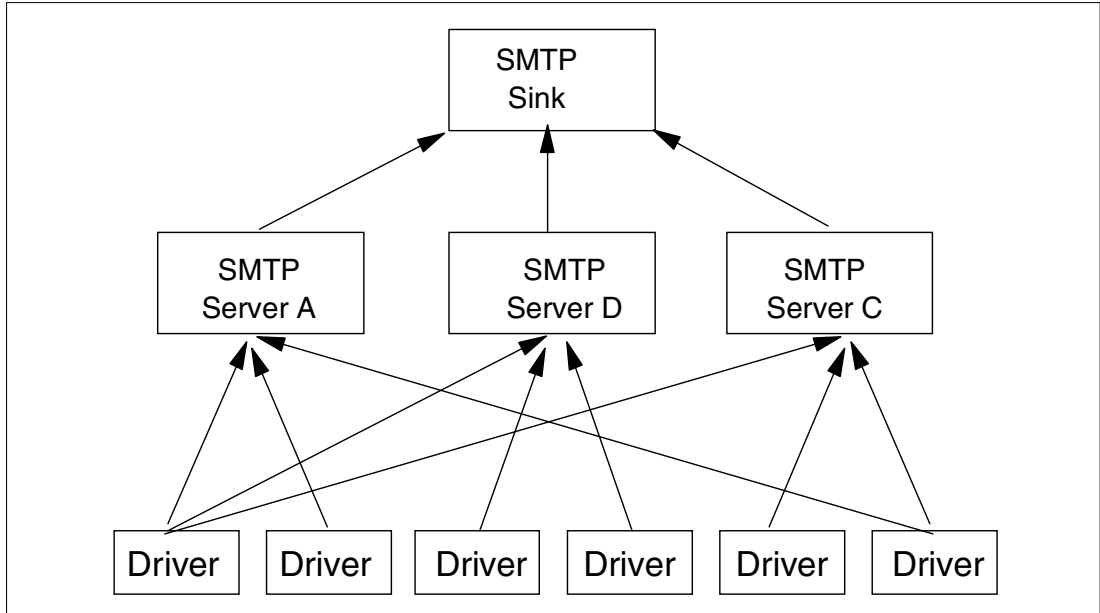 SMTP
Sink
SMTP
Server A
SMTP
Server D
SMTP
Server C
Driver
Driver
Driver
Driver
Driver
Driver